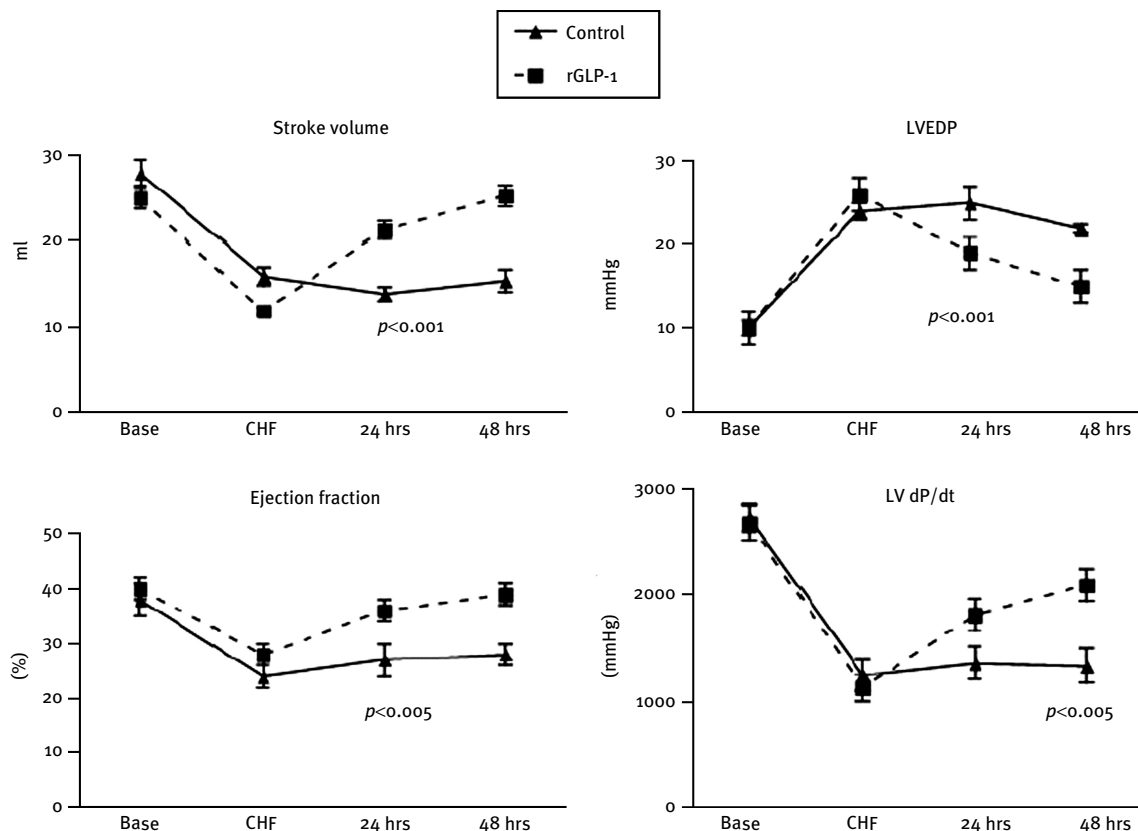 Control
rGLP-1
Stroke volume
30
20
10
0
ml
p<0.001
Base CHF 24 hrs 48 hrs
LVEDP
30
20
10
0
mmHg
p<0.001
Base CHF 24 hrs 48 hrs
Ejection fraction
50
40
30
20
10
0
(%)
p<0.005
Base CHF 24 hrs 48 hrs
LV dP/dt
3000
2000
1000
0
(mmHg)
p<0.005
Base CHF 24 hrs 48 hrs